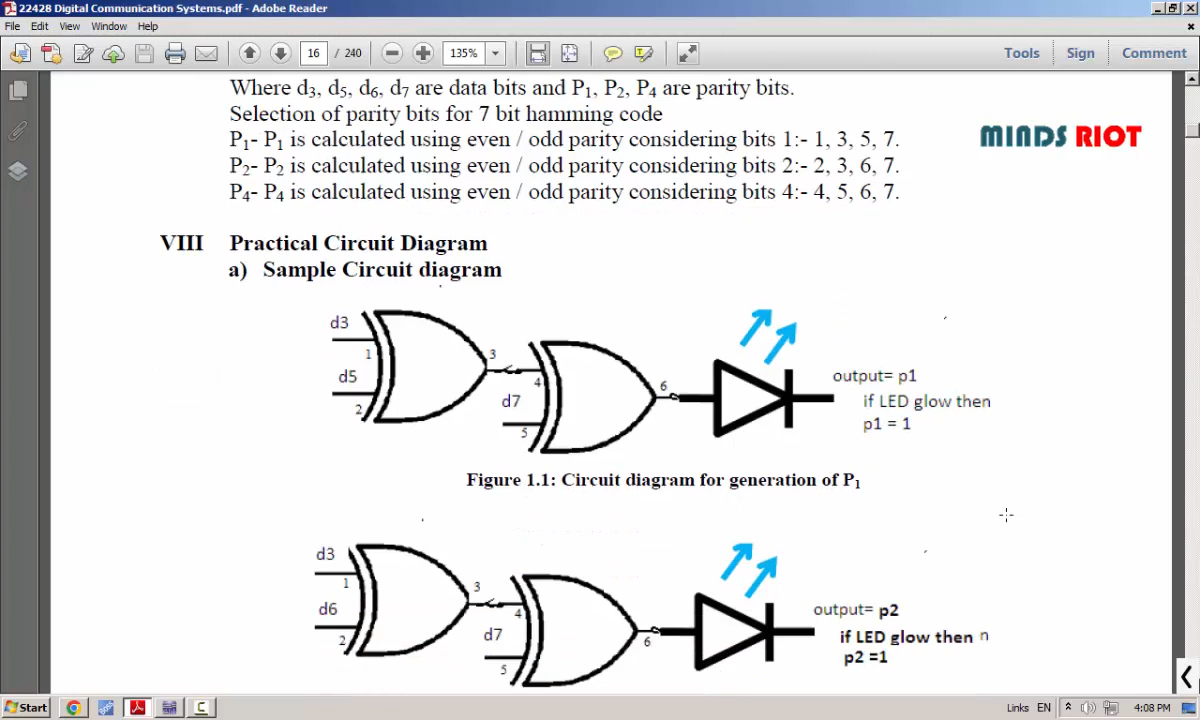 22428 Digital Communication Systems.pdf - Adobe Reader
File Edit View Window Help
16 / 240 135% Tools Sign Comment
Where d3, d5, d6, d7 are data bits and P1, P2, P4 are parity bits.
Selection of parity bits for 7 bit hamming code
P1- P1 is calculated using even / odd parity considering bits 1:- 1, 3, 5, 7.
P2- P2 is calculated using even / odd parity considering bits 2:- 2, 3, 6, 7.
P4- P4 is calculated using even / odd parity considering bits 4:- 4, 5, 6, 7.
MINDS RIOT
VIII Practical Circuit Diagram
a) Sample Circuit diagram
d3
1
d5
2
3
4
d7
5
6
output= p1
if LED glow then
p1 = 1
Figure 1.1: Circuit diagram for generation of P1
d3
1
d6
2
3
4
d7
5
6
output= p2
if LED glow then n
p2 =1
Start Links EN 4:08 PM